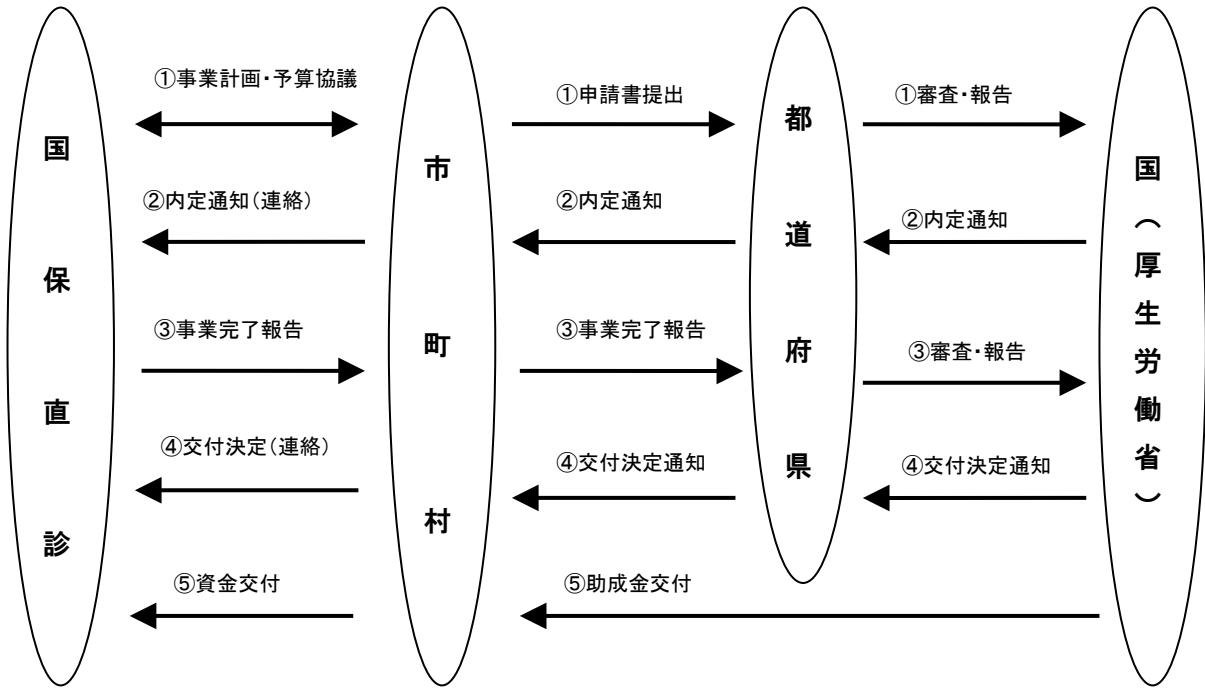 国保直診
市町村
都道府県
国（厚生労働省）
①事業計画・予算協議
①申請書提出
①審査・報告
②内定通知（連絡）
②内定通知
②内定通知
③事業完了報告
③事業完了報告
③審査・報告
④交付決定（連絡）
④交付決定通知
④交付決定通知
⑤資金交付
⑤助成金交付